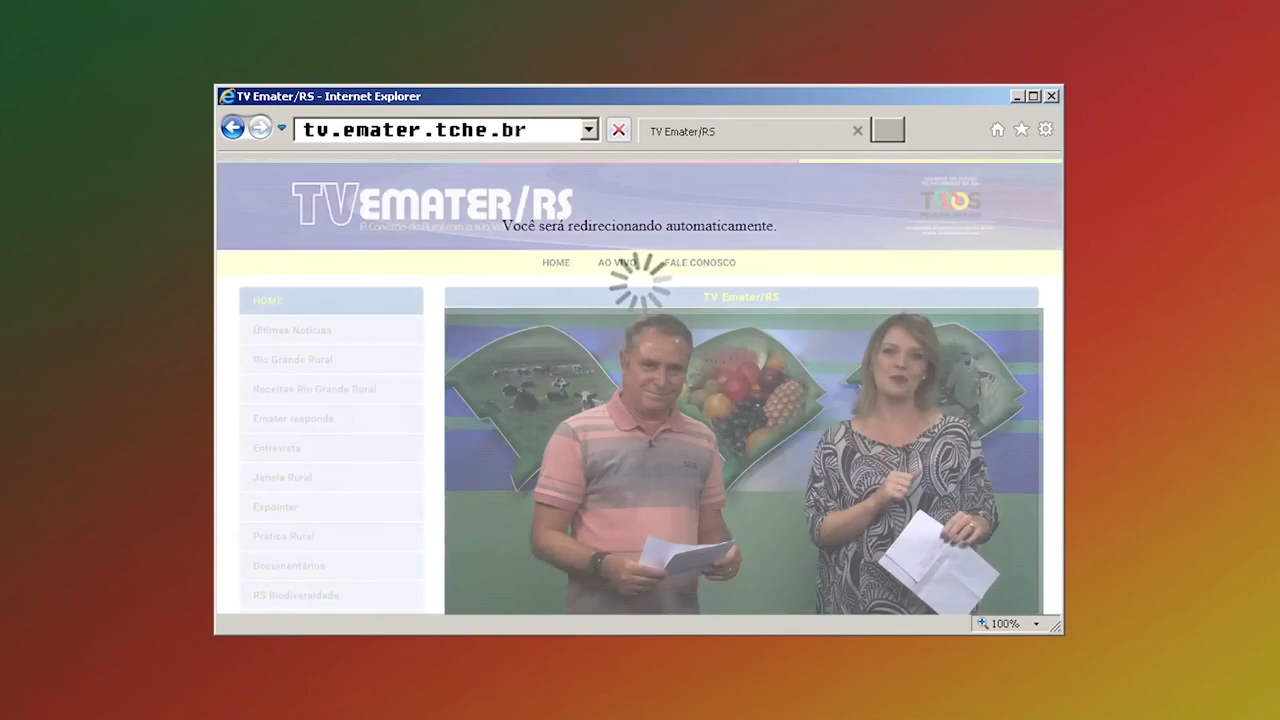 TV Emater/RS - Internet Explorer
tv.emater.tche.br
TV Emater/RS
TVEMATER/RS
Você será redirecionando automaticamente.
HOME
AO VIVO
FALE CONOSCO
HOME
TV Emater/RS
Últimas Notícias
Rio Grande Rural
Receitas Rio Grande Rural
Emater responde
Entrevista
Janela Rural
Expointer
Prática Rural
Documentários
RS Biodiversidade
100%